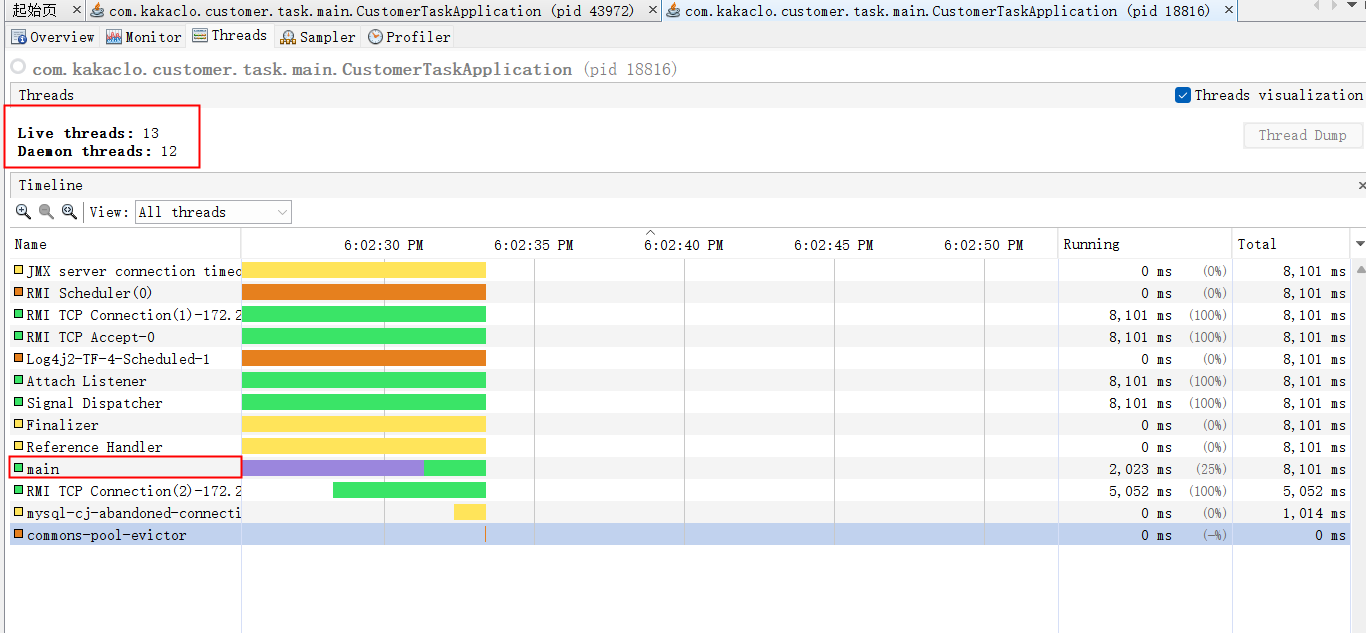 起始页 × com.kakaclo.customer.task.main.CustomerTaskApplication (pid 43972) × com.kakaclo.customer.task.main.CustomerTaskApplication (pid 18816) ×
Overview Monitor Threads Sampler Profiler
com.kakaclo.customer.task.main.CustomerTaskApplication (pid 18816)
Threads Threads visualization
Live threads: 13
Daemon threads: 12
Thread Dump
Timeline ×
View: All threads
Name 6:02:30 PM 6:02:35 PM 6:02:40 PM 6:02:45 PM 6:02:50 PM Running Total
JMX server connection timeo 0 ms (0%) 8,101 ms
RMI Scheduler(0) 0 ms (0%) 8,101 ms
RMI TCP Connection(1)-172.2 8,101 ms (100%) 8,101 ms
RMI TCP Accept-0 8,101 ms (100%) 8,101 ms
Log4j2-TF-4-Scheduled-1 0 ms (0%) 8,101 ms
Attach Listener 8,101 ms (100%) 8,101 ms
Signal Dispatcher 8,101 ms (100%) 8,101 ms
Finalizer 0 ms (0%) 8,101 ms
Reference Handler 0 ms (0%) 8,101 ms
main 2,023 ms (25%) 8,101 ms
RMI TCP Connection(2)-172.2 5,052 ms (100%) 5,052 ms
mysql-cj-abandoned-connecti 0 ms (0%) 1,014 ms
commons-pool-evictor 0 ms (—%) 0 ms